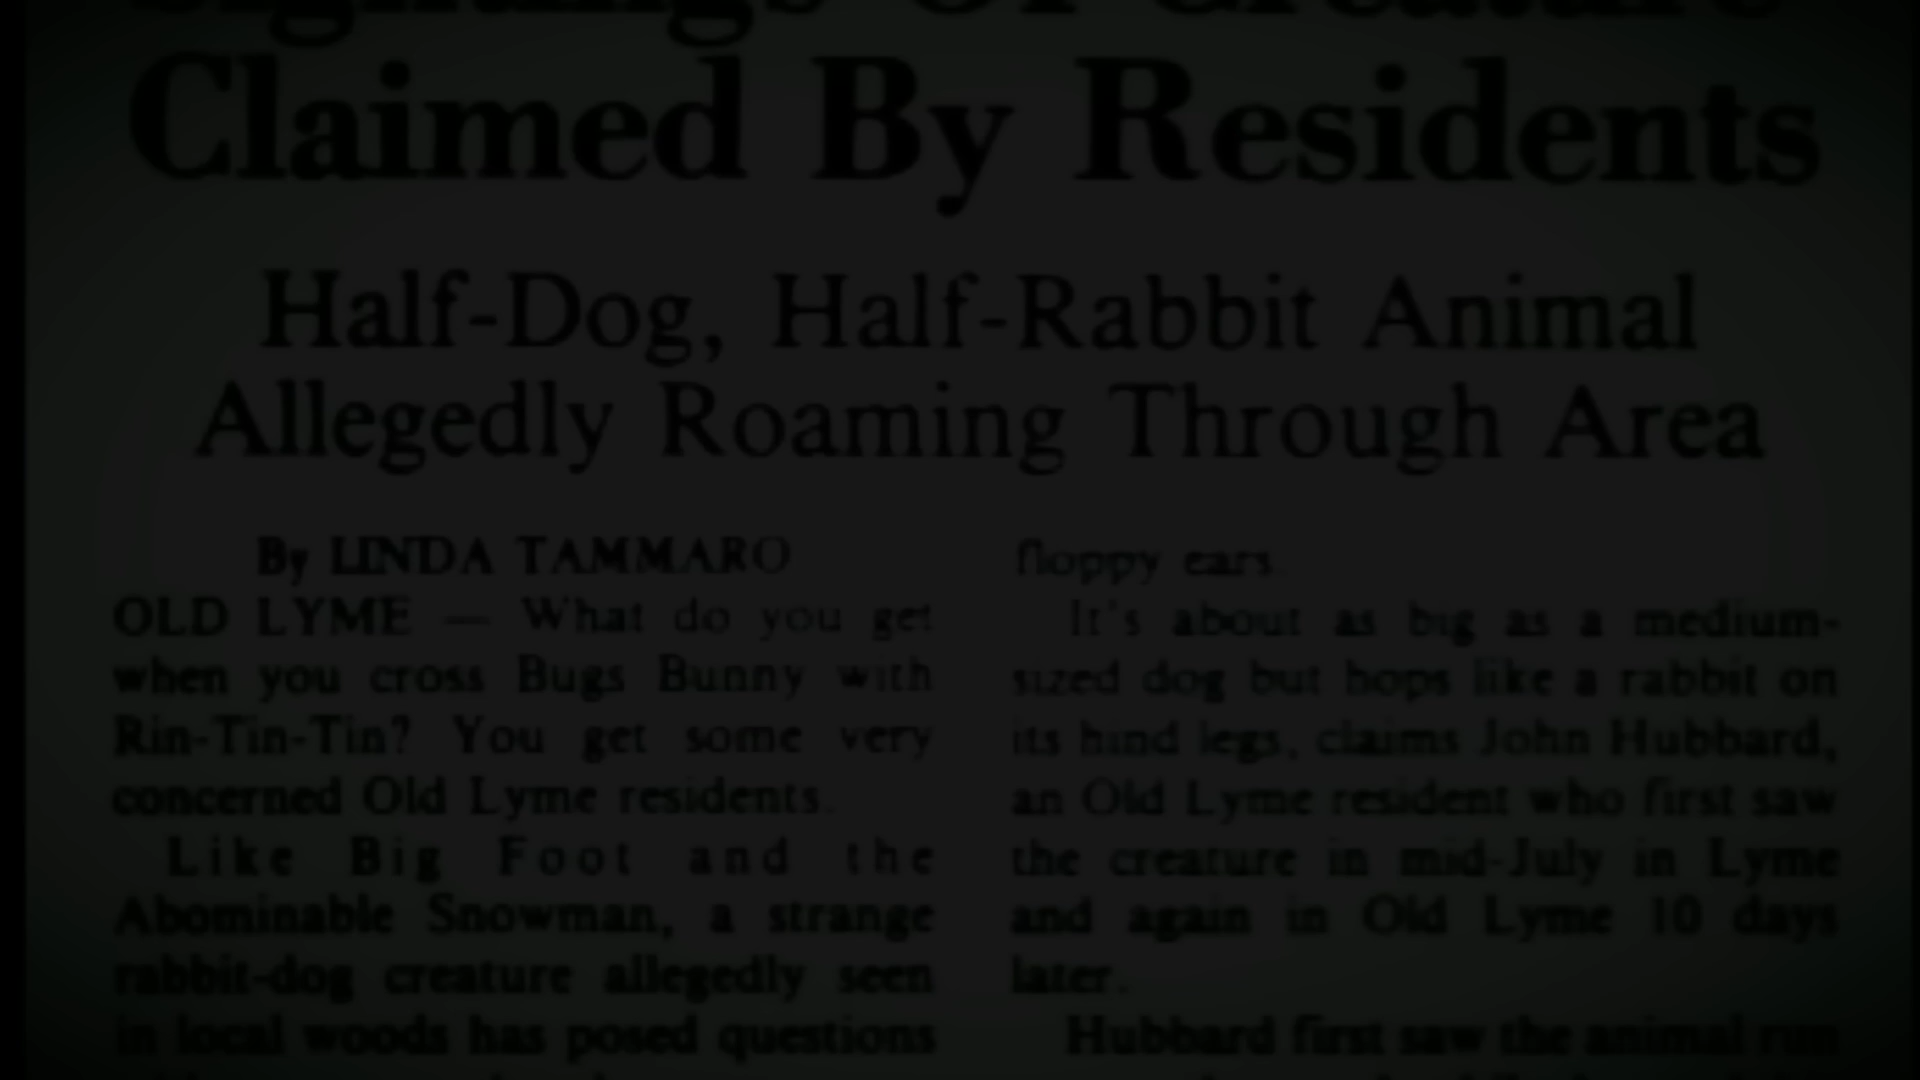 Sightings Of Creature
Claimed By Residents
Half-Dog, Half-Rabbit Animal
Allegedly Roaming Through Area
By LINDA TAMMARO
OLD LYME — What do you get
when you cross Bugs Bunny with
Rin-Tin-Tin? You get some very
concerned Old Lyme residents.
Like Big Foot and the
Abominable Snowman, a strange
rabbit-dog creature allegedly seen
in local woods has posed questions
floppy ears.
It's about as big as a medium-
sized dog but hops like a rabbit on
its hind legs, claims John Hubbard,
an Old Lyme resident who first saw
the creature in mid-July in Lyme
and again in Old Lyme 10 days
later.
Hubbard first saw the animal run